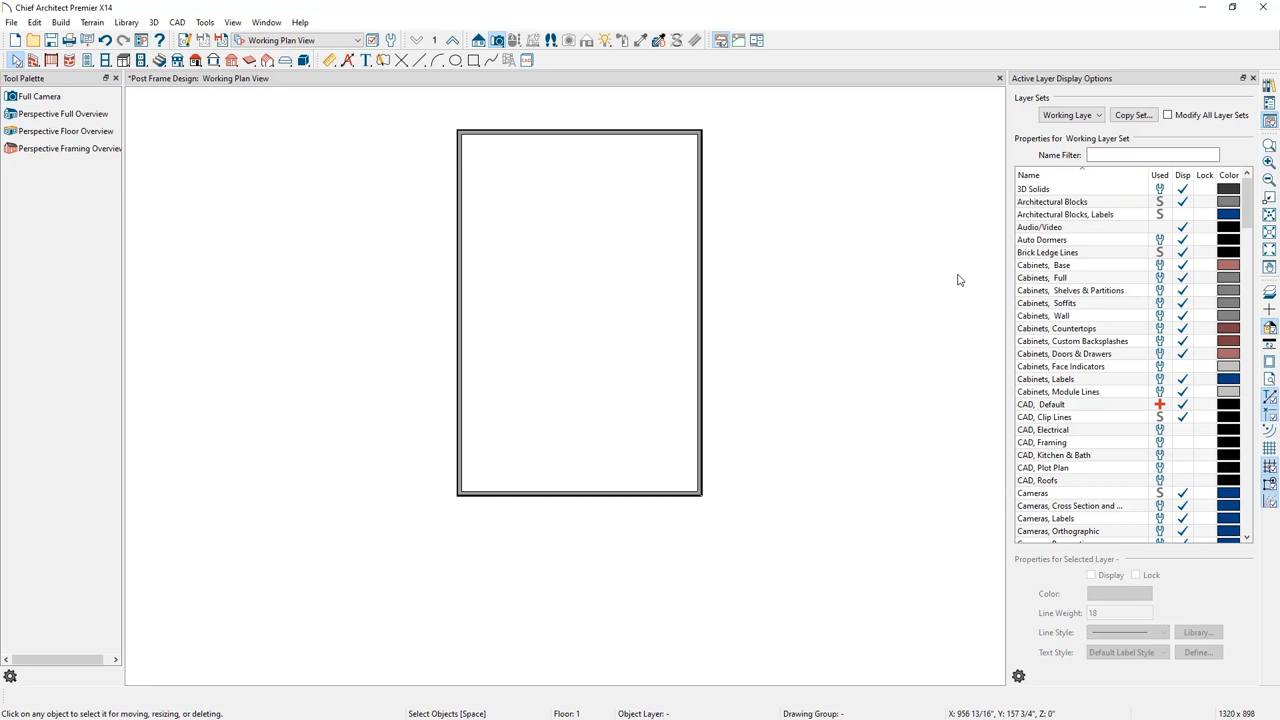 Chief Architect Premier X14
File Edit Build Terrain Library 3D CAD Tools View Window Help
Working Plan View 1
Tool Palette
*Post Frame Design: Working Plan View
Active Layer Display Options
Full Camera
Perspective Full Overview
Perspective Floor Overview
Perspective Framing Overview
Layer Sets
Working Laye Copy Set... Modify All Layer Sets
Properties for Working Layer Set
Name Filter:
Name Used Disp Lock Color
3D Solids
Architectural Blocks S
Architectural Blocks, Labels S
Audio/Video
Auto Dormers
Brick Ledge Lines S
Cabinets, Base
Cabinets, Full
Cabinets, Shelves & Partitions
Cabinets, Soffits
Cabinets, Wall
Cabinets, Countertops
Cabinets, Custom Backsplashes
Cabinets, Doors & Drawers
Cabinets, Face Indicators
Cabinets, Labels
Cabinets, Module Lines
CAD, Default
CAD, Clip Lines S
CAD, Electrical
CAD, Framing
CAD, Kitchen & Bath
CAD, Plot Plan
CAD, Roofs
Cameras S
Cameras, Cross Section and ...
Cameras, Labels
Cameras, Orthographic
Properties for Selected Layer -
Display Lock
Color:
Line Weight: 18
Line Style: Library...
Text Style: Default Label Style Define...
Click on any object to select it for moving, resizing, or deleting. Select Objects [Space] Floor: 1 Object Layer: - Drawing Group: - X: 956 13/16", Y: 157 3/4", Z: 0" 1320 x 898